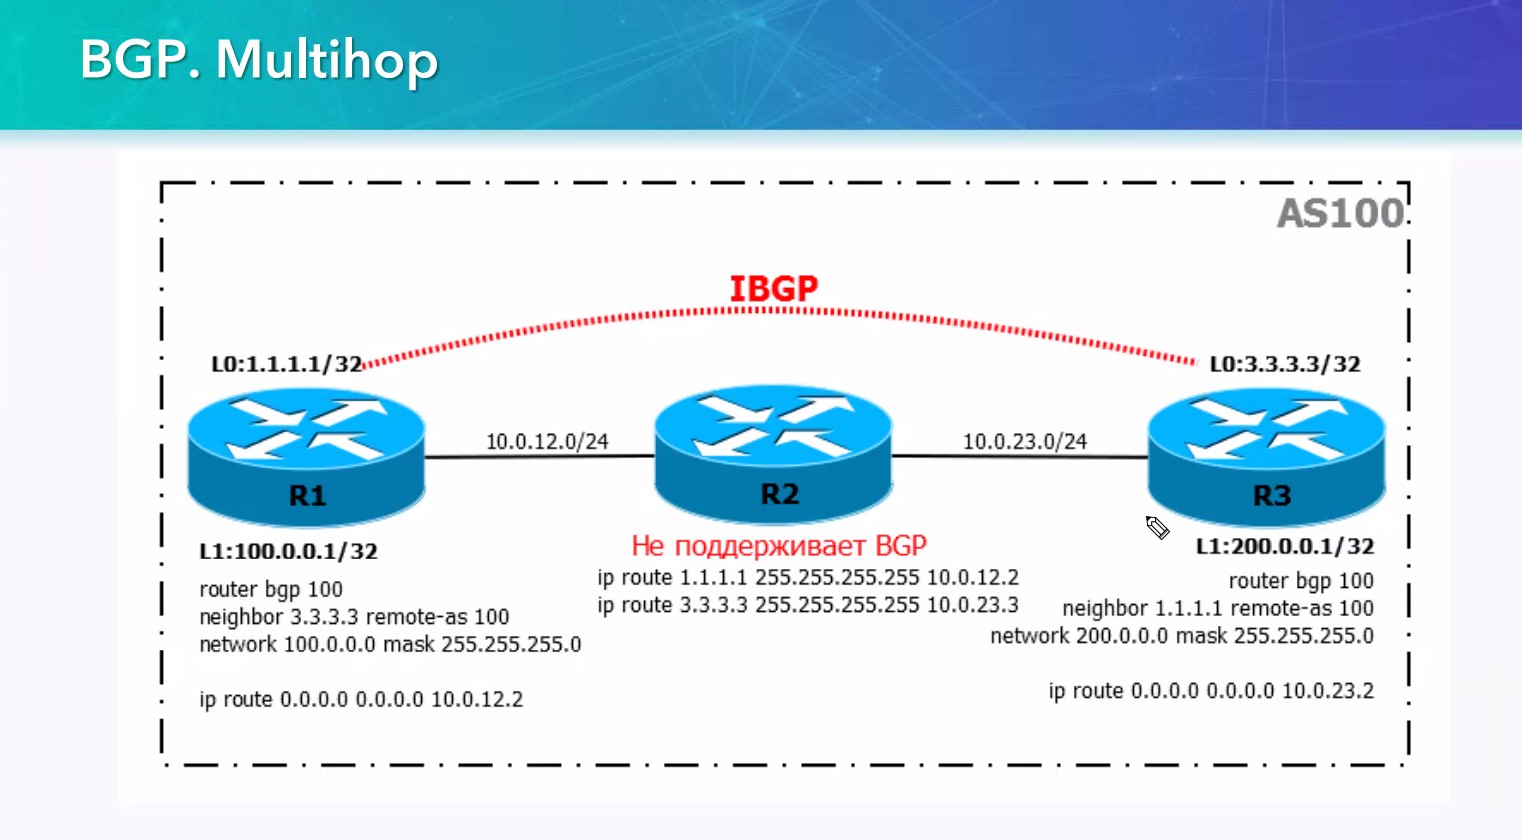 BGP. Multihop
AS100
IBGP
L0:1.1.1.1/32
L0:3.3.3.3/32
10.0.12.0/24
10.0.23.0/24
R1
R2
R3
L1:100.0.0.1/32
router bgp 100
neighbor 3.3.3.3 remote-as 100
network 100.0.0.0 mask 255.255.255.0
ip route 0.0.0.0 0.0.0.0 10.0.12.2
Не поддерживает BGP
ip route 1.1.1.1 255.255.255.255 10.0.12.2
ip route 3.3.3.3 255.255.255.255 10.0.23.3
L1:200.0.0.1/32
router bgp 100
neighbor 1.1.1.1 remote-as 100
network 200.0.0.0 mask 255.255.255.0
ip route 0.0.0.0 0.0.0.0 10.0.23.2